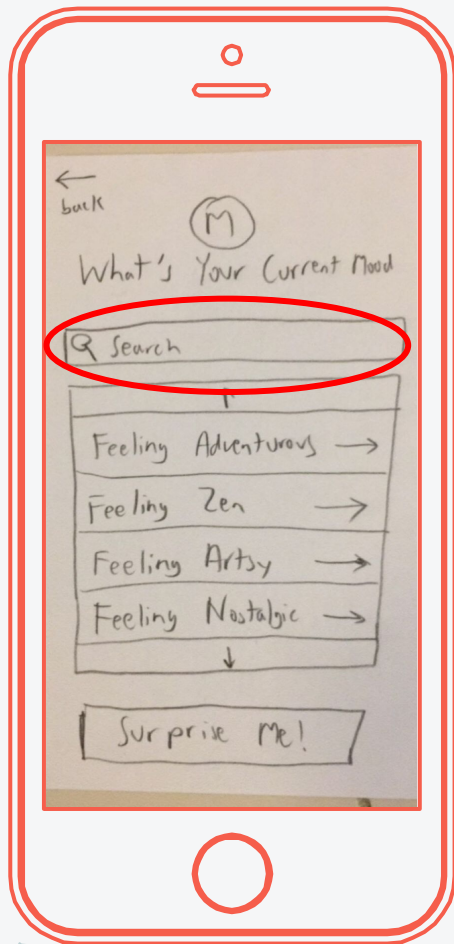 back
M
What's Your Current Mood
Search
Feeling Adventurous
Feeling Zen
Feeling Artsy
Feeling Nostalgic
Surprise Me!